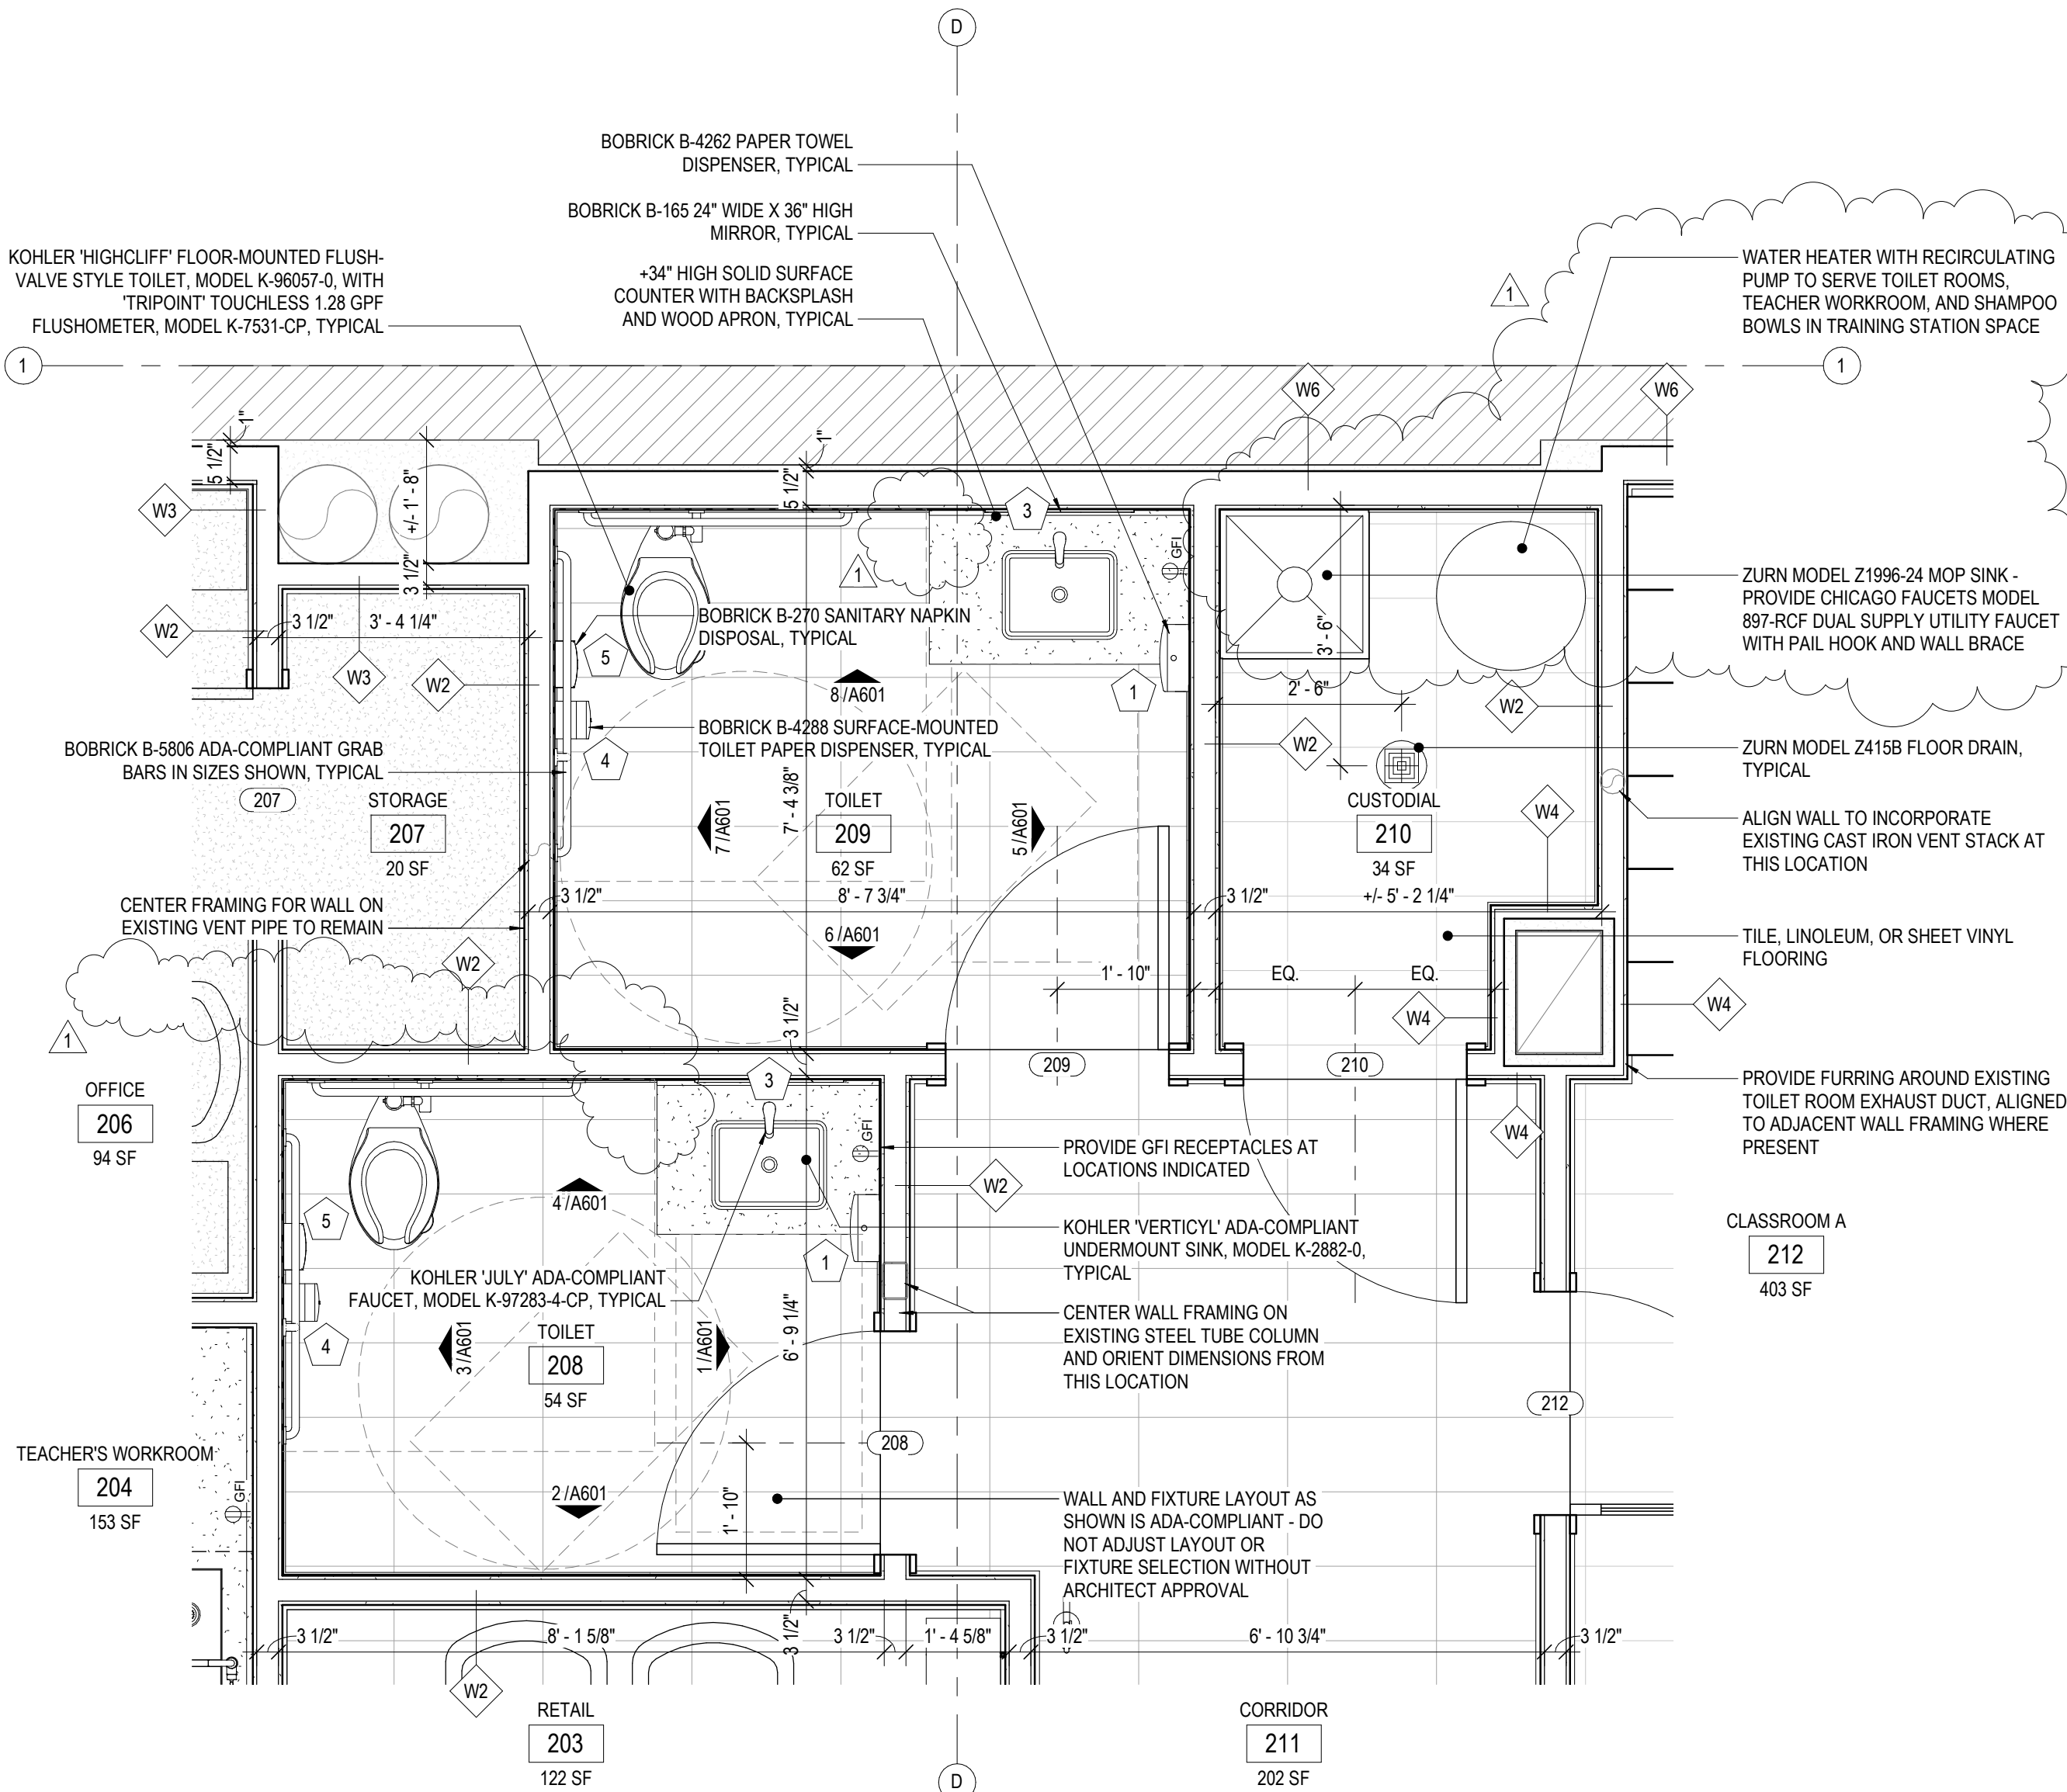 D
BOBRICK B-4262 PAPER TOWEL
DISPENSER, TYPICAL
BOBRICK B-165 24" WIDE X 36" HIGH
MIRROR, TYPICAL
+34" HIGH SOLID SURFACE
COUNTER WITH BACKSPLASH
AND WOOD APRON, TYPICAL
KOHLER 'HIGHCLIFF' FLOOR-MOUNTED FLUSH-
VALVE STYLE TOILET, MODEL K-96057-0, WITH
'TRIPOINT' TOUCHLESS 1.28 GPF
FLUSHOMETER, MODEL K-7531-CP, TYPICAL
WATER HEATER WITH RECIRCULATING
PUMP TO SERVE TOILET ROOMS,
TEACHER WORKROOM, AND SHAMPOO
BOWLS IN TRAINING STATION SPACE
1
1
1
W6
W6
1"
5 1/2"
+/- 1' - 8"
3 1/2"
1"
5 1/2"
W3
W2
3 1/2"
3' - 4 1/4"
W3
W2
3
GFI
1
5
BOBRICK B-270 SANITARY NAPKIN
DISPOSAL, TYPICAL
8 /A601
1
3' - 6"
2' - 6"
W2
W2
ZURN MODEL Z1996-24 MOP SINK -
PROVIDE CHICAGO FAUCETS MODEL
897-RCF DUAL SUPPLY UTILITY FAUCET
WITH PAIL HOOK AND WALL BRACE
BOBRICK B-4288 SURFACE-MOUNTED
TOILET PAPER DISPENSER, TYPICAL
4
BOBRICK B-5806 ADA-COMPLIANT GRAB
BARS IN SIZES SHOWN, TYPICAL
207
STORAGE
207
20 SF
7 /A601
7' - 4 3/8"
TOILET
209
62 SF
5 /A601
CUSTODIAL
210
34 SF
W4
ZURN MODEL Z415B FLOOR DRAIN,
TYPICAL
ALIGN WALL TO INCORPORATE
EXISTING CAST IRON VENT STACK AT
THIS LOCATION
CENTER FRAMING FOR WALL ON
EXISTING VENT PIPE TO REMAIN
3 1/2"
8' - 7 3/4"
3 1/2"
+/- 5' - 2 1/4"
6 /A601
W2
1' - 10"
EQ.
EQ.
TILE, LINOLEUM, OR SHEET VINYL
FLOORING
W4
W4
W4
1
3 1/2"
209
210
PROVIDE FURRING AROUND EXISTING
TOILET ROOM EXHAUST DUCT, ALIGNED
TO ADJACENT WALL FRAMING WHERE
PRESENT
OFFICE
206
94 SF
3
GFI
PROVIDE GFI RECEPTACLES AT
LOCATIONS INDICATED
W2
5
4 /A601
1
KOHLER 'VERTICYL' ADA-COMPLIANT
UNDERMOUNT SINK, MODEL K-2882-0,
TYPICAL
CLASSROOM A
212
403 SF
KOHLER 'JULY' ADA-COMPLIANT
FAUCET, MODEL K-97283-4-CP, TYPICAL
4
3 /A601
TOILET
208
54 SF
1 /A601
6' - 9 1/4"
CENTER WALL FRAMING ON
EXISTING STEEL TUBE COLUMN
AND ORIENT DIMENSIONS FROM
THIS LOCATION
212
208
TEACHER'S WORKROOM
204
153 SF
GFI
2 /A601
1' - 10"
WALL AND FIXTURE LAYOUT AS
SHOWN IS ADA-COMPLIANT - DO
NOT ADJUST LAYOUT OR
FIXTURE SELECTION WITHOUT
ARCHITECT APPROVAL
3 1/2"
8' - 1 5/8"
3 1/2"
3 1/2"
1' - 4 5/8"
3 1/2"
6' - 10 3/4"
3 1/2"
W2
RETAIL
203
122 SF
CORRIDOR
211
202 SF
D